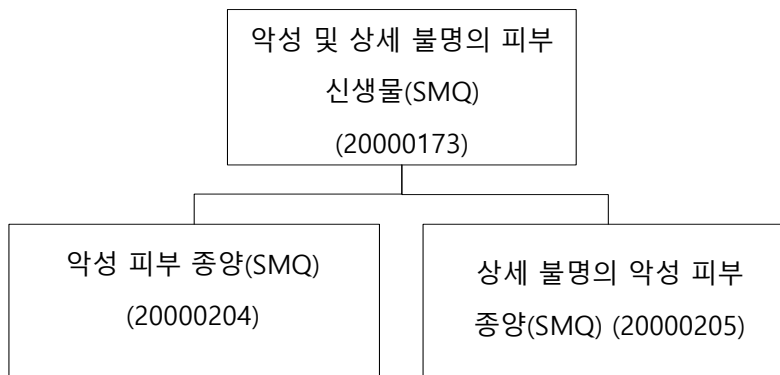 악성 및 상세 불명의 피부
신생물(SMQ)
(20000173)
악성 피부 종양(SMQ)
(20000204)
상세 불명의 악성 피부
종양(SMQ) (20000205)